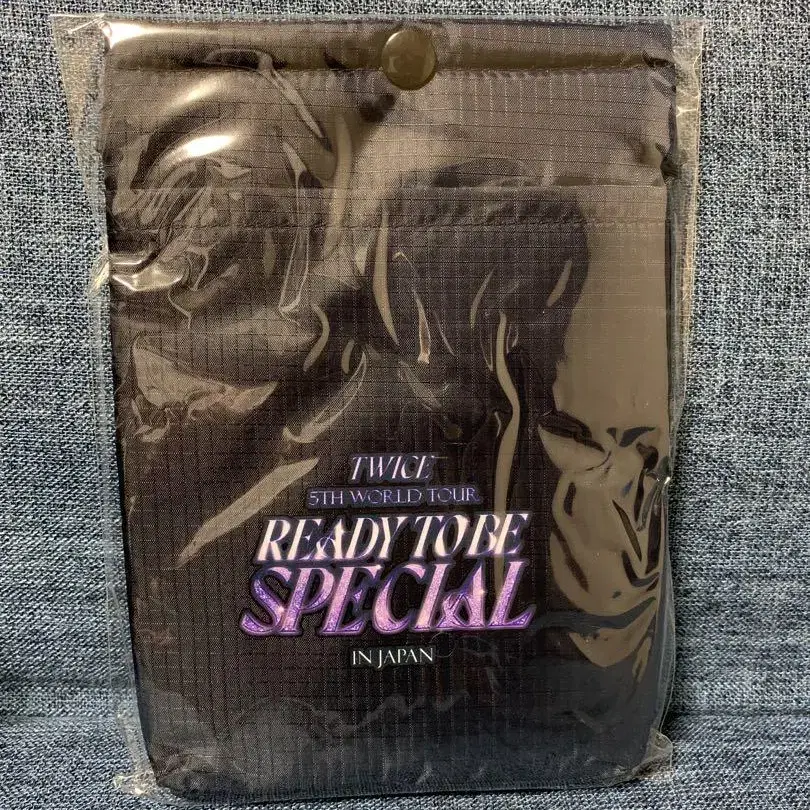 TWICE
5TH WORLD TOUR
READY TO BE
SPECIAL
IN JAPAN